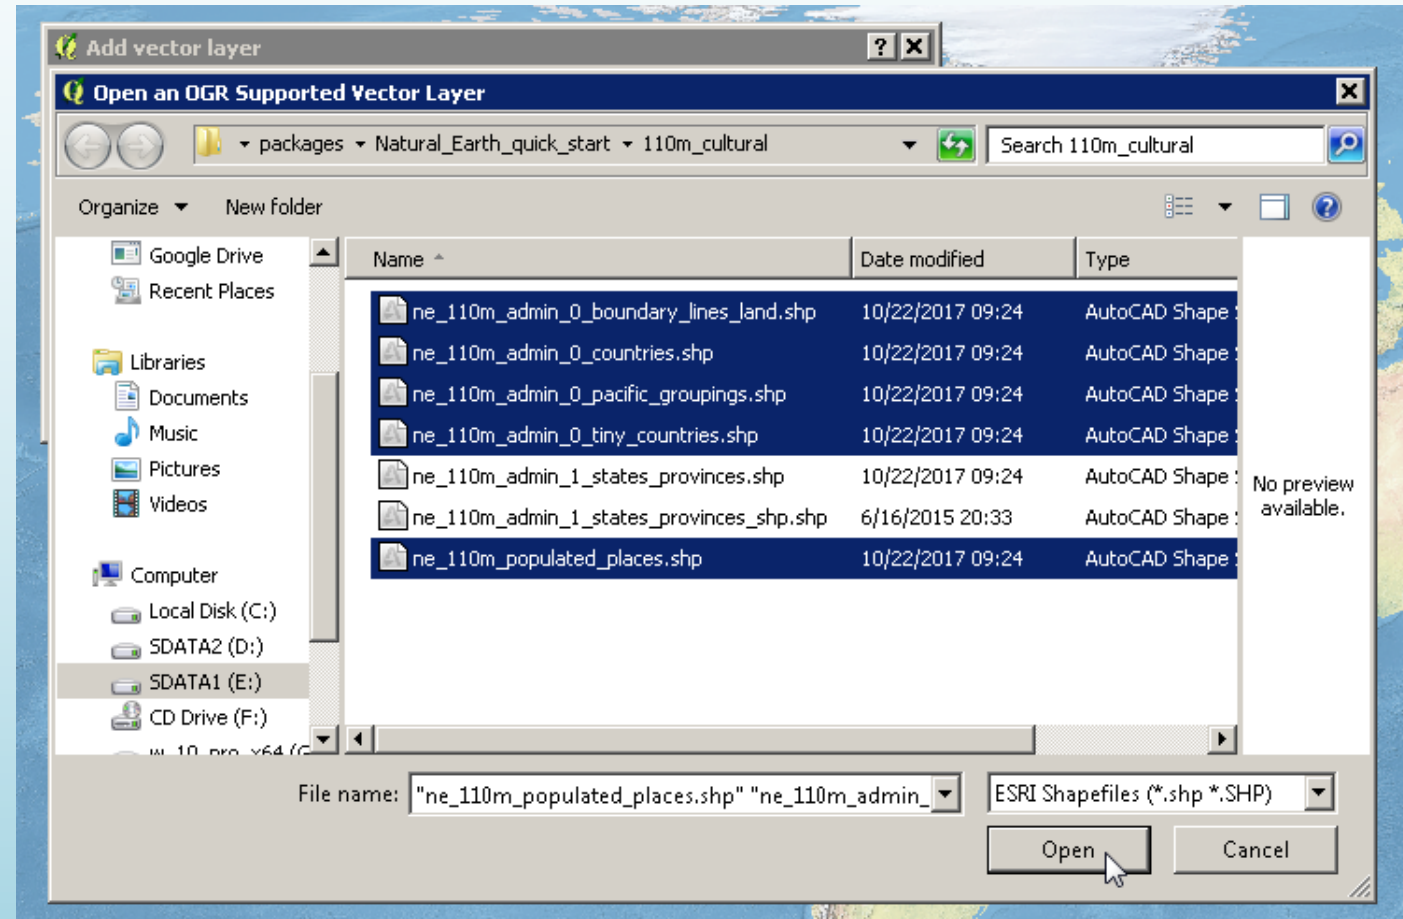 Add vector layer
Open an OGR Supported Vector Layer
packages Natural_Earth_quick_start 110m_cultural
Search 110m_cultural
Organize New folder
Google Drive
Recent Places
Libraries
Documents
Music
Pictures
Videos
Computer
Local Disk (C:)
SDATA2 (D:)
SDATA1 (E:)
CD Drive (F:)
Name Date modified Type
ne_110m_admin_0_boundary_lines_land.shp 10/22/2017 09:24 AutoCAD Shape
ne_110m_admin_0_countries.shp 10/22/2017 09:24 AutoCAD Shape
ne_110m_admin_0_pacific_groupings.shp 10/22/2017 09:24 AutoCAD Shape
ne_110m_admin_0_tiny_countries.shp 10/22/2017 09:24 AutoCAD Shape
ne_110m_admin_1_states_provinces.shp 10/22/2017 09:24 AutoCAD Shape
ne_110m_admin_1_states_provinces_shp.shp 6/16/2015 20:33 AutoCAD Shape
ne_110m_populated_places.shp 10/22/2017 09:24 AutoCAD Shape
No preview
available.
File name: "ne_110m_populated_places.shp" "ne_110m_admin_
ESRI Shapefiles (*.shp *.SHP)
Open Cancel